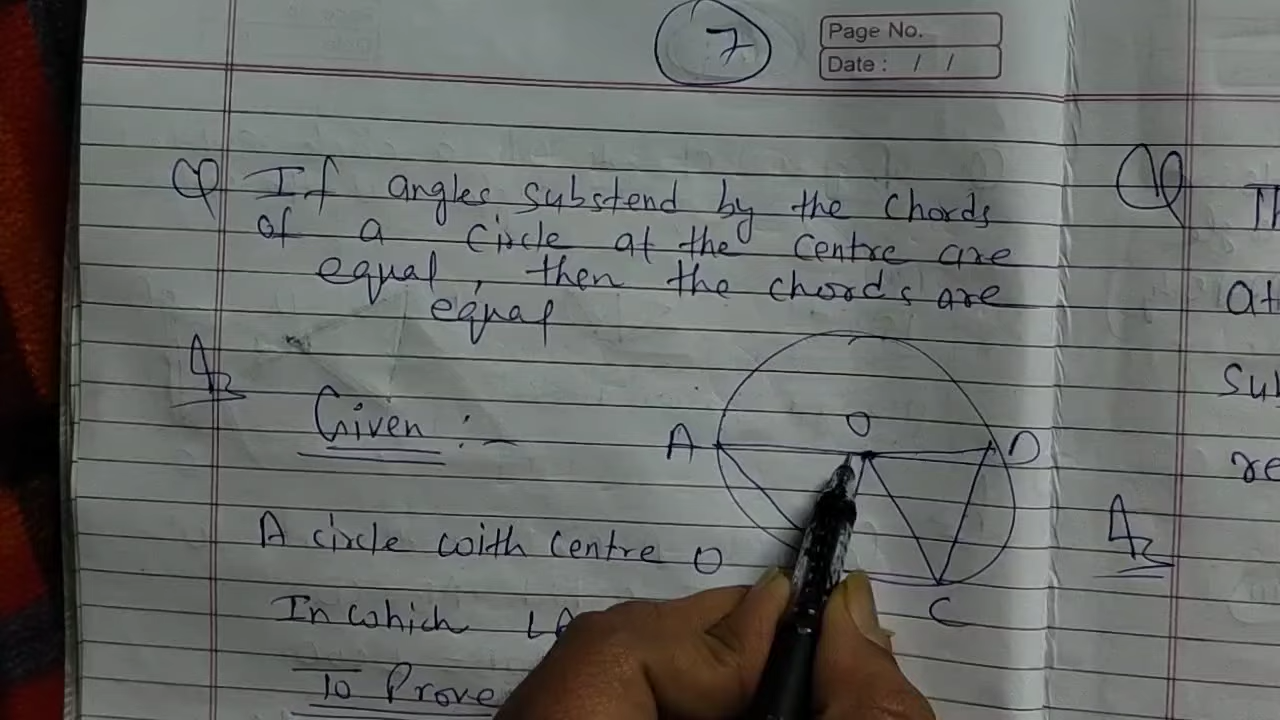 7
Page No.
Date : / /
Q If angles substend by the chords
of a circle at the centre are
equal, then the chords are
equal
Given :-
A O D
A circle with centre O
C
In which
To Prove
Q